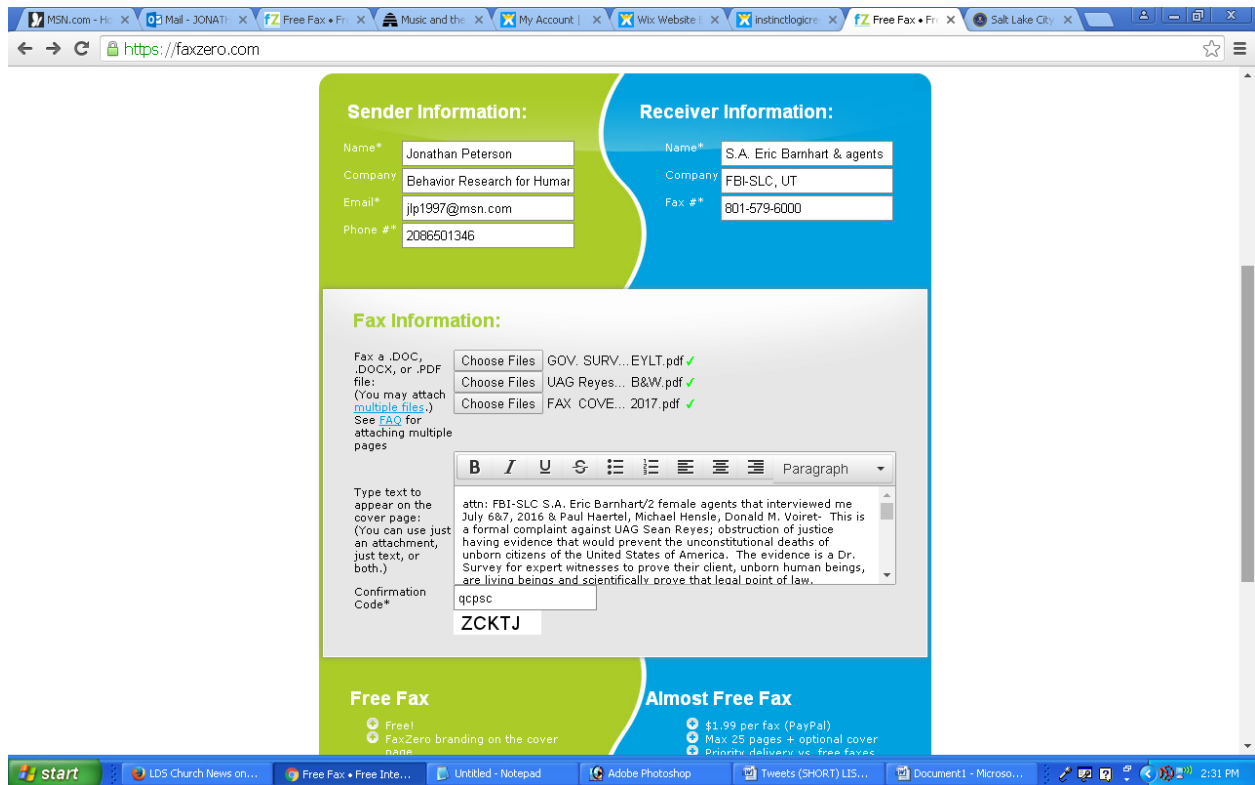 MSN.com - Ho
Mail - JONATH
Free Fax • Fre
Music and the
My Account |
Wix Website E
instinctlogicre
Free Fax • Fre
Salt Lake City
https://faxzero.com
Sender Information:
Receiver Information:
Name* Jonathan Peterson
Name* S.A. Eric Barnhart & agents
Company Behavior Research for Human
Company FBI-SLC, UT
Email* jlp1997@msn.com
Fax #* 801-579-6000
Phone #* 2086501346
Fax Information:
Fax a .DOC,
.DOCX, or .PDF
file:
(You may attach
multiple files.)
See FAQ for
attaching multiple
pages
Choose Files GOV. SURV... EYLT.pdf ✓
Choose Files UAG Reyes... B&W.pdf ✓
Choose Files FAX COVE... 2017.pdf ✓
B I U S Paragraph
Type text to
appear on the
cover page:
(You can use just
an attachment,
just text, or
both.)
attn: FBI-SLC S.A. Eric Barnhart/2 female agents that interviewed me
July 6&7, 2016 & Paul Haertel, Michael Hensle, Donald M. Voiret- This is
a formal complaint against UAG Sean Reyes; obstruction of justice
having evidence that would prevent the unconstitutional deaths of
unborn citizens of the United States of America. The evidence is a Dr.
Survey for expert witnesses to prove their client, unborn human beings,
are living beings and scientifically prove that legal point of law.
Confirmation
Code*
qcpsc
ZCKTJ
Free Fax
Free!
FaxZero branding on the cover
page
Almost Free Fax
$1.99 per fax (PayPal)
Max 25 pages + optional cover
Priority delivery vs. free faxes
start
LDS Church News on...
Free Fax • Free Inte...
Untitled - Notepad
Adobe Photoshop
Tweets (SHORT) LIS...
Document1 - Microso...
2:31 PM